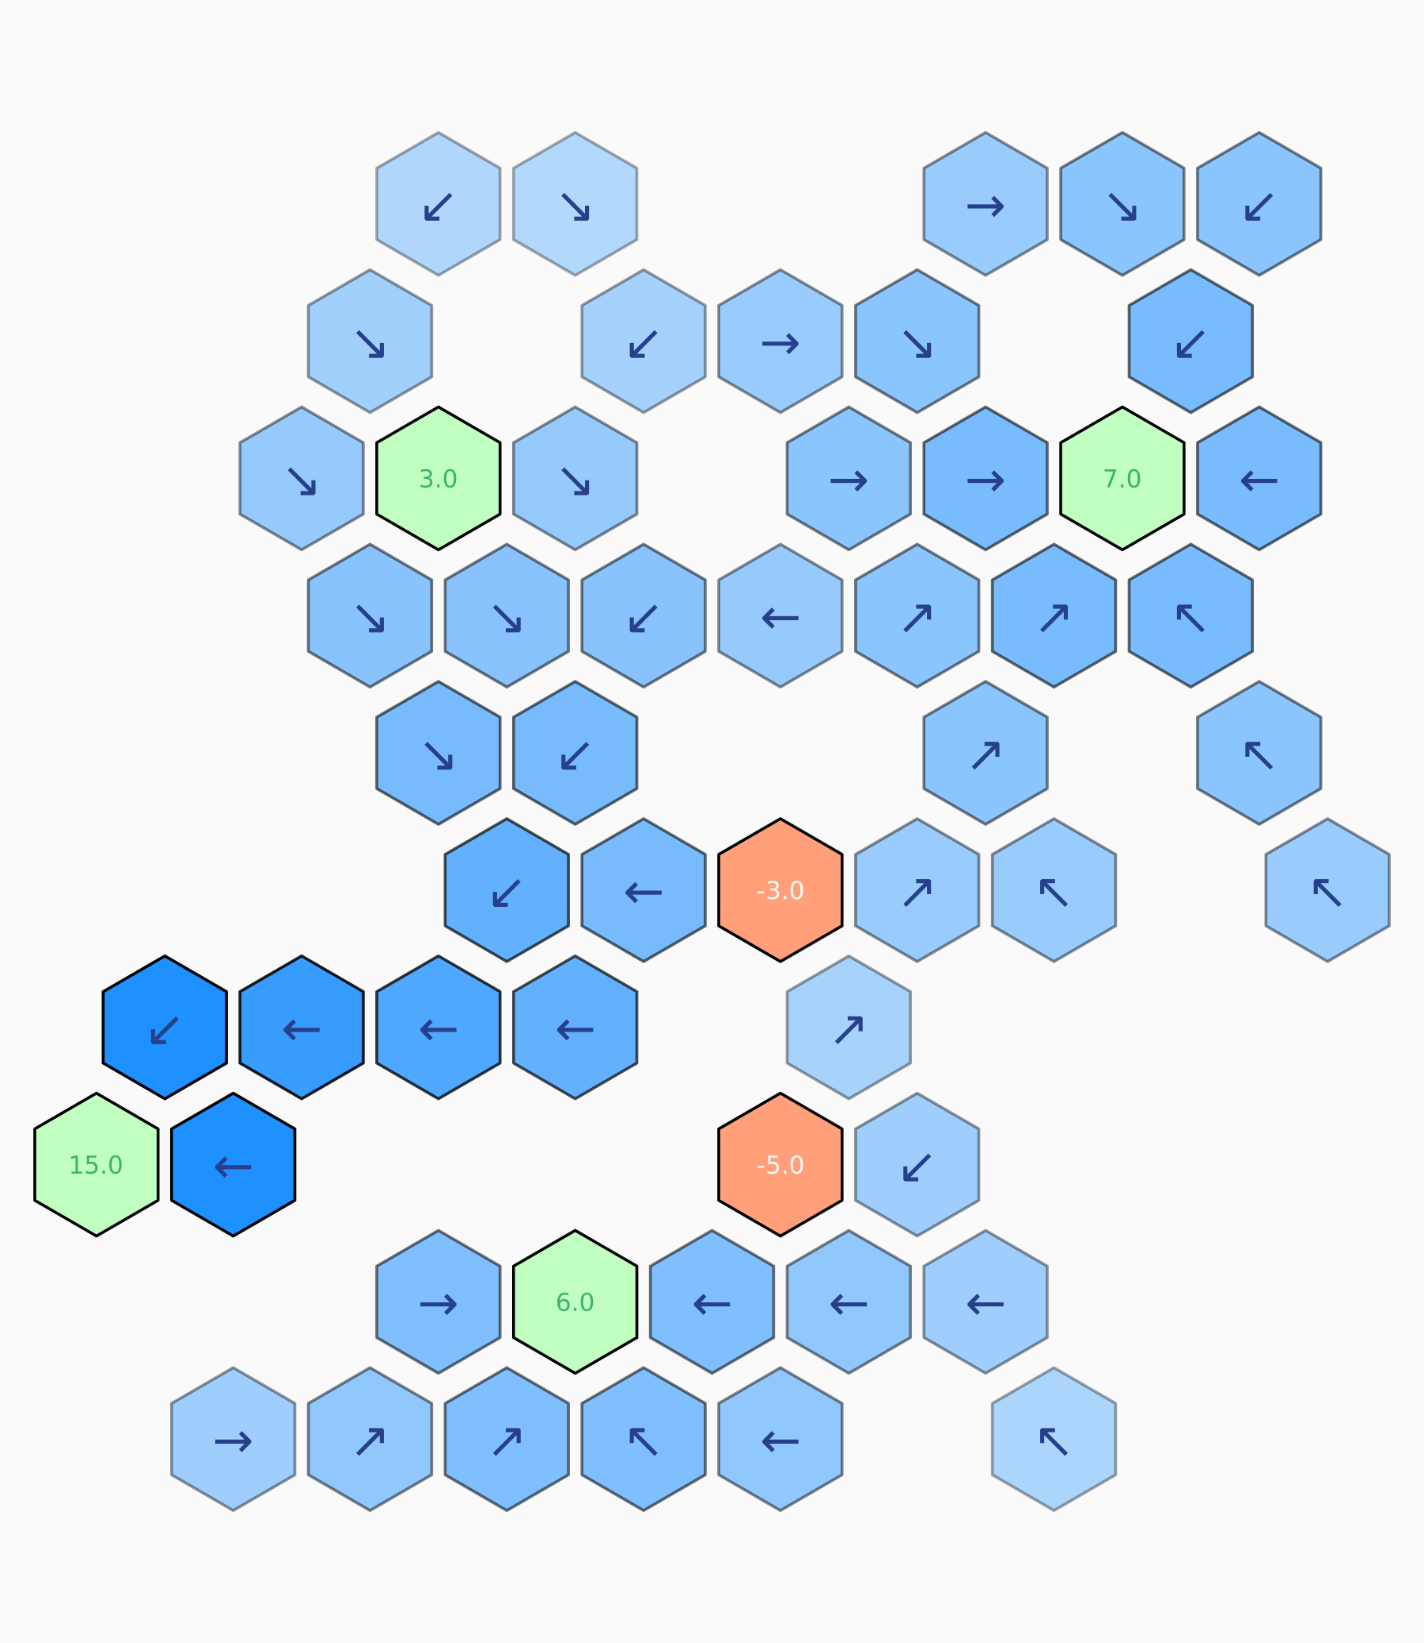 ↙ ↘ → ↘ ↙
↘ ↙ → ↘ ↙
↘ 3.0 ↘ → → 7.0 ←
↘ ↘ ↙ ← ↗ ↗ ↖
↘ ↙ ↗ ↖
↙ ← -3.0 ↗ ↖ ↖
↙ ← ← ← ↗
15.0 ← -5.0 ↙
→ 6.0 ← ← ←
→ ↗ ↗ ↖ ← ↖